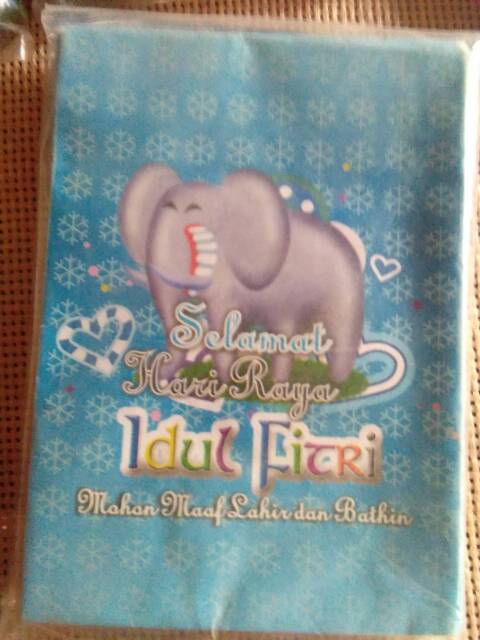 Selamat
Hari Raya
Idul Fitri
Mohon Maaf Lahir dan Bathin